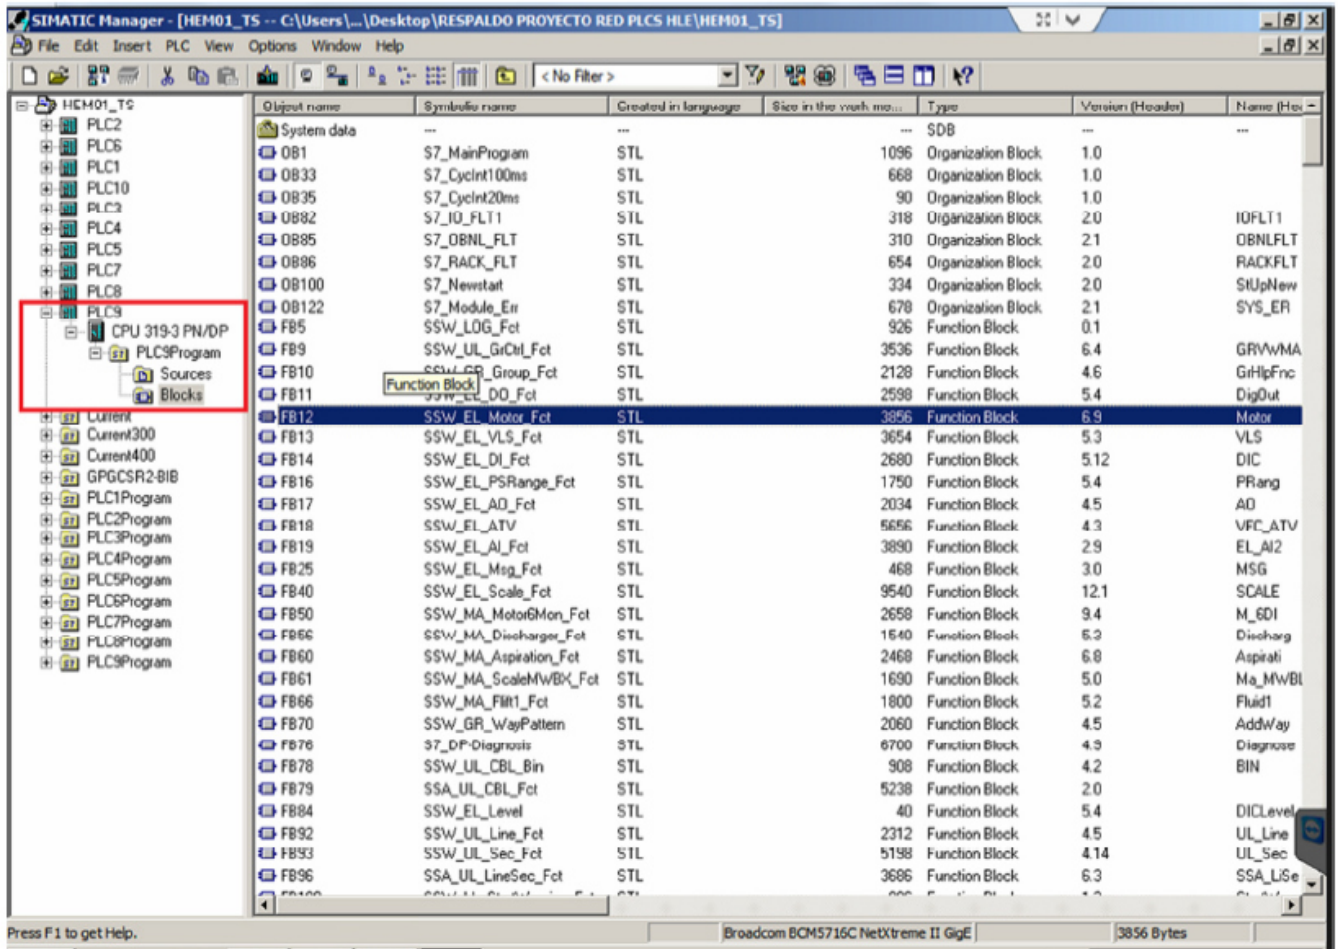 SIMATIC Manager - [HEM01_TS -- C:\Users\...\Desktop\RESPALDO PROYECTO RED PLCS HLE\HEM01_TS]
File Edit Insert PLC View Options Window Help
< No Filter >
HEM01_TS
PLC2
PLC6
PLC1
PLC10
PLC3
PLC4
PLC5
PLC7
PLC8
PLC9
CPU 319-3 PN/DP
PLC9Program
Sources
Blocks
Current
Current300
Current400
GPGCSR2-BIB
PLC1Program
PLC2Program
PLC3Program
PLC4Program
PLC5Program
PLC6Program
PLC7Program
PLC8Program
PLC9Program
Object name Symbolic name Created in language Size in the work me... Type Version (Header) Name (He
System data --- --- --- SDB --- ---
OB1 S7_MainProgram STL 1096 Organization Block 1.0
OB33 S7_CycInt100ms STL 668 Organization Block 1.0
OB35 S7_CycInt20ms STL 90 Organization Block 1.0
OB82 S7_IO_FLT1 STL 318 Organization Block 2.0 IOFLT1
OB85 S7_OBNL_FLT STL 310 Organization Block 2.1 OBNLFLT
OB86 S7_RACK_FLT STL 654 Organization Block 2.0 RACKFLT
OB100 S7_Newstart STL 334 Organization Block 2.0 StUpNew
OB122 S7_Module_Err STL 678 Organization Block 2.1 SYS_ER
FB5 SSW_LOG_Fct STL 926 Function Block 0.1
FB9 SSW_UL_GrCtrl_Fct STL 3536 Function Block 6.4 GRVWMA
FB10 SSW_GR_Group_Fct STL 2128 Function Block 4.6 GrHlpFnc
Function Block
FB11 SSW_EL_DO_Fct STL 2598 Function Block 5.4 DigOut
FB12 SSW_EL_Motor_Fct STL 3856 Function Block 6.9 Motor
FB13 SSW_EL_VLS_Fct STL 3654 Function Block 5.3 VLS
FB14 SSW_EL_DI_Fct STL 2680 Function Block 5.12 DIC
FB16 SSW_EL_PSRange_Fct STL 1750 Function Block 5.4 PRang
FB17 SSW_EL_AO_Fct STL 2034 Function Block 4.5 AO
FB18 SSW_EL_ATV STL 5656 Function Block 4.3 VFC_ATV
FB19 SSW_EL_AI_Fct STL 3890 Function Block 2.9 EL_AI2
FB25 SSW_EL_Msg_Fct STL 468 Function Block 3.0 MSG
FB40 SSW_EL_Scale_Fct STL 9540 Function Block 12.1 SCALE
FB50 SSW_MA_Motor6Mon_Fct STL 2658 Function Block 9.4 M_6DI
FB56 SSW_MA_Discharger_Fct STL 1540 Function Block 5.3 Discharg
FB60 SSW_MA_Aspiration_Fct STL 2468 Function Block 6.8 Aspirati
FB61 SSW_MA_ScaleMWBX_Fct STL 1690 Function Block 5.0 Ma_MWBL
FB66 SSW_MA_Flift1_Fct STL 1800 Function Block 5.2 Fluid1
FB70 SSW_GR_WayPattern STL 2060 Function Block 4.5 AddWay
FB76 S7_DP-Diagnosis STL 6700 Function Block 4.9 Diagnose
FB78 SSW_UL_CBL_Bin STL 908 Function Block 4.2 BIN
FB79 SSA_UL_CBL_Fct STL 5238 Function Block 2.0
FB84 SSW_EL_Level STL 40 Function Block 5.4 DICLevel
FB92 SSW_UL_Line_Fct STL 2312 Function Block 4.5 UL_Line
FB93 SSW_UL_Sec_Fct STL 5198 Function Block 4.14 UL_Sec
FB96 SSA_UL_LineSec_Fct STL 3686 Function Block 6.3 SSA_LiSe
Press F1 to get Help. Broadcom BCM5716C NetXtreme II GigE 3856 Bytes